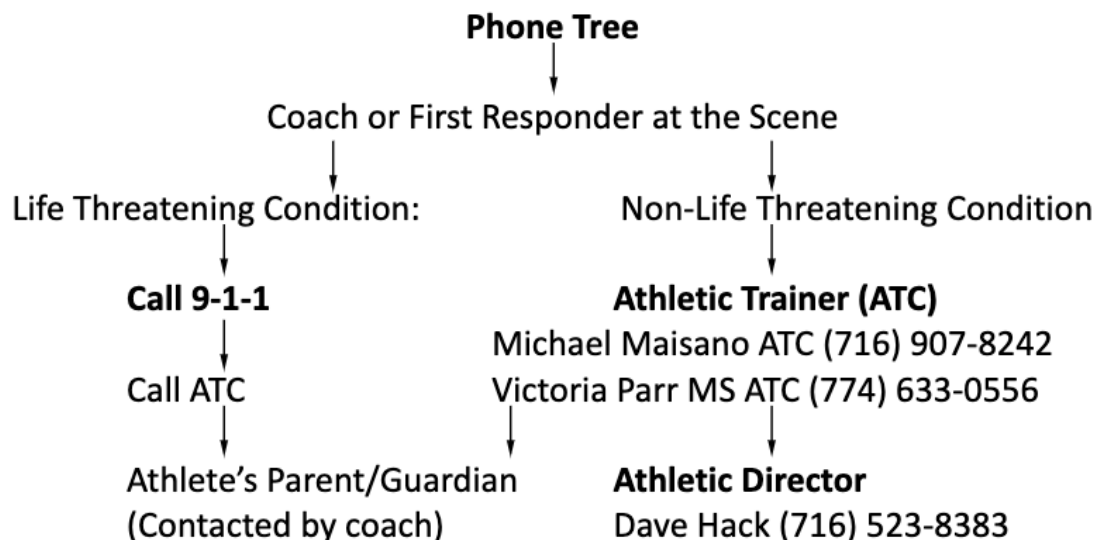 Phone Tree
Coach or First Responder at the Scene
Life Threatening Condition:
Non-Life Threatening Condition
Call 9-1-1
Athletic Trainer (ATC)
Michael Maisano ATC (716) 907-8242
Call ATC
Victoria Parr MS ATC (774) 633-0556
Athlete’s Parent/Guardian
(Contacted by coach)
Athletic Director
Dave Hack (716) 523-8383